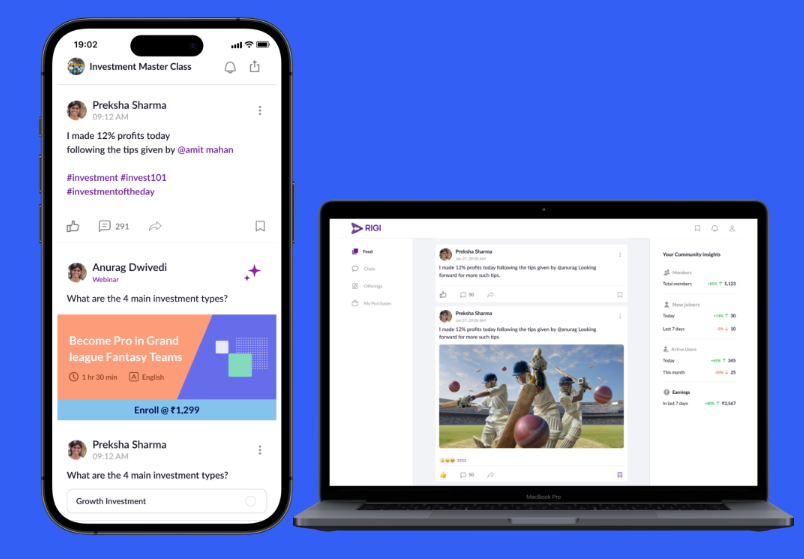 19:02
Investment Master Class
Preksha Sharma
09:12 AM
I made 12% profits today
following the tips given by @amit mahan
#investment #invest101
#investmentoftheday
291
Anurag Dwivedi
Webinar
What are the 4 main investment types?
Become Pro in Grand
league Fantasy Teams
1 hr 30 min A English
Enroll @ ₹1,299
Preksha Sharma
09:12 AM
What are the 4 main investment types?
Growth Investment
RIGI
Feed
Chats
Offerings
My Purchases
Preksha Sharma
Jan 27, 09:08 AM
I made 12% profits today following the tips given by @anurag Looking
forward for more such tips.
50
Preksha Sharma
Jan 27, 09:08 AM
I made 12% profits today following the tips given by @anurag Looking
forward for more such tips.
50
Your Community Insights
Members
Total members +40% ↑ 5,123
New joiners
Today ↑ 30
Last 7 days -5% ↓ 10
Active Users
Today ↑ 345
This month ↓ 25
Earnings
In last 7 days ↑ ₹3,567
MacBook Pro